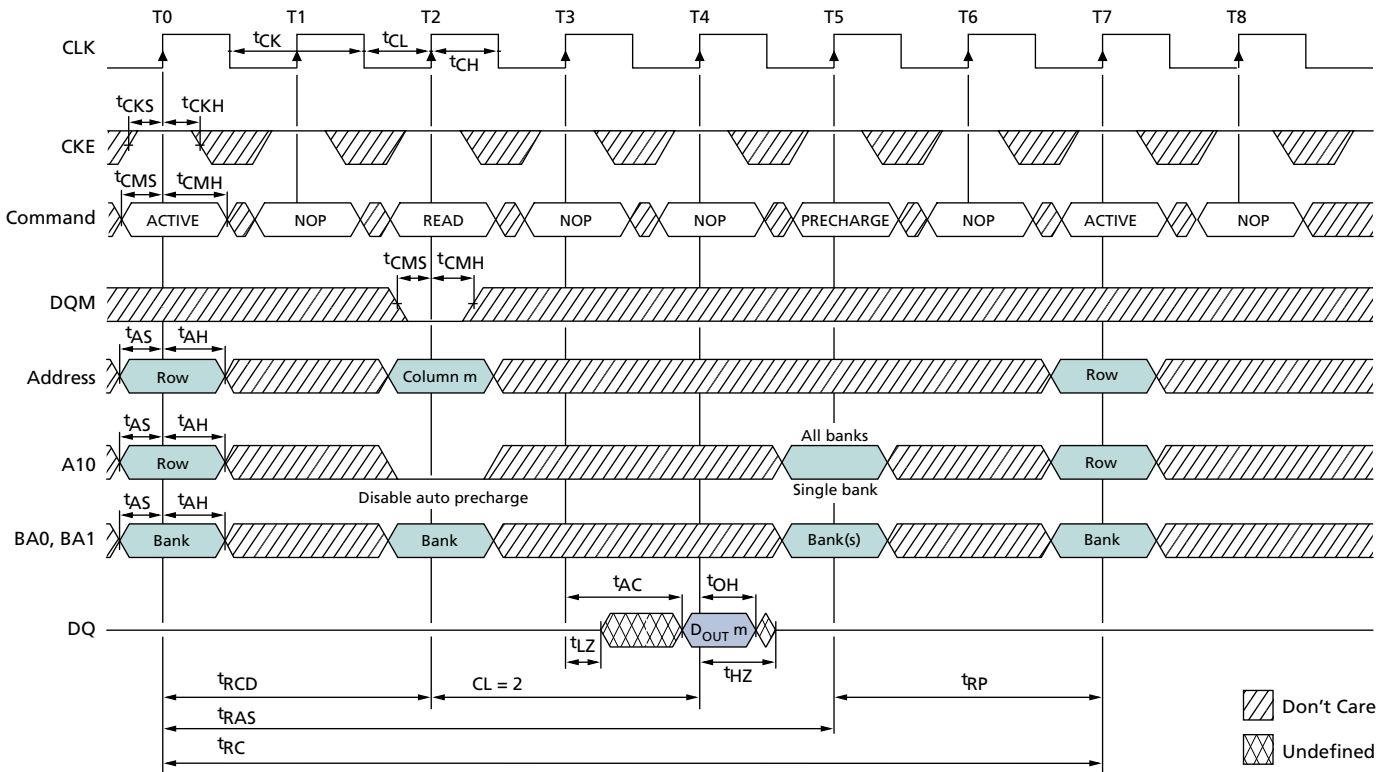 T0 T1 T2 T3 T4 T5 T6 T7 T8
CLK
tCK tCL
tCH
tCKS tCKH
CKE
tCMS tCMH
Command ACTIVE NOP READ NOP NOP PRECHARGE NOP ACTIVE NOP
tCMS tCMH
DQM
tAS tAH
Address Row Column m Row
tAS tAH
All banks
A10 Row Row
Disable auto precharge Single bank
tAS tAH
BA0, BA1 Bank Bank Bank(s) Bank
tAC tOH
DQ DOUT m
tLZ
tHZ
tRCD CL = 2 tRP
Don't Care
tRAS
tRC
Undefined